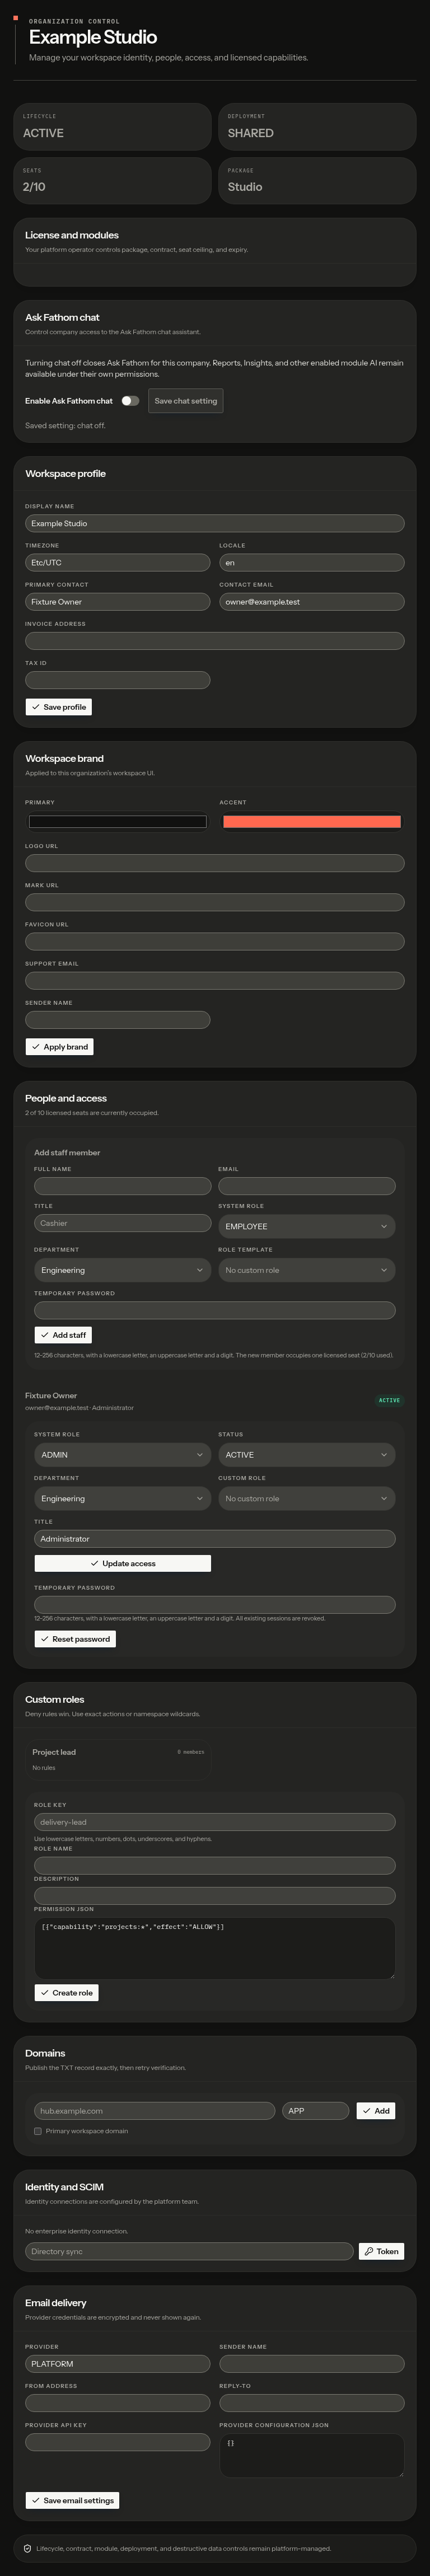 ORGANIZATION CONTROL
Example Studio
Manage your workspace identity, people, access, and licensed capabilities.
LIFECYCLE
ACTIVE
DEPLOYMENT
SHARED
SEATS
2/10
PACKAGE
Studio
License and modules
Your platform operator controls package, contract, seat ceiling, and expiry.
Ask Fathom chat
Control company access to the Ask Fathom chat assistant.
Turning chat off closes Ask Fathom for this company. Reports, Insights, and other enabled module AI remain
available under their own permissions.
Enable Ask Fathom chat
Save chat setting
Saved setting: chat off.
Workspace profile
DISPLAY NAME
Example Studio
TIMEZONE
LOCALE
Etc/UTC
en
PRIMARY CONTACT
CONTACT EMAIL
Fixture Owner
owner@example.test
INVOICE ADDRESS
TAX ID
Save profile
Workspace brand
Applied to this organization's workspace UI.
PRIMARY
ACCENT
LOGO URL
MARK URL
FAVICON URL
SUPPORT EMAIL
SENDER NAME
Apply brand
People and access
2 of 10 licensed seats are currently occupied.
Add staff member
FULL NAME
EMAIL
TITLE
SYSTEM ROLE
Cashier
EMPLOYEE
DEPARTMENT
ROLE TEMPLATE
Engineering
No custom role
TEMPORARY PASSWORD
Add staff
12-256 characters, with a lowercase letter, an uppercase letter and a digit. The new member occupies one licensed seat (2/10 used).
Fixture Owner
owner@example.test · Administrator
ACTIVE
SYSTEM ROLE
STATUS
ADMIN
ACTIVE
DEPARTMENT
CUSTOM ROLE
Engineering
No custom role
TITLE
Administrator
Update access
TEMPORARY PASSWORD
12-256 characters, with a lowercase letter, an uppercase letter and a digit. All existing sessions are revoked.
Reset password
Custom roles
Deny rules win. Use exact actions or namespace wildcards.
Project lead
0 members
No rules
ROLE KEY
delivery-lead
Use lowercase letters, numbers, dots, underscores, and hyphens.
ROLE NAME
DESCRIPTION
PERMISSION JSON
[{"capability":"projects:*","effect":"ALLOW"}]
Create role
Domains
Publish the TXT record exactly, then retry verification.
hub.example.com
APP
Add
Primary workspace domain
Identity and SCIM
Identity connections are configured by the platform team.
No enterprise identity connection.
Directory sync
Token
Email delivery
Provider credentials are encrypted and never shown again.
PROVIDER
SENDER NAME
PLATFORM
FROM ADDRESS
REPLY-TO
PROVIDER API KEY
PROVIDER CONFIGURATION JSON
{}
Save email settings
Lifecycle, contract, module, deployment, and destructive data controls remain platform-managed.